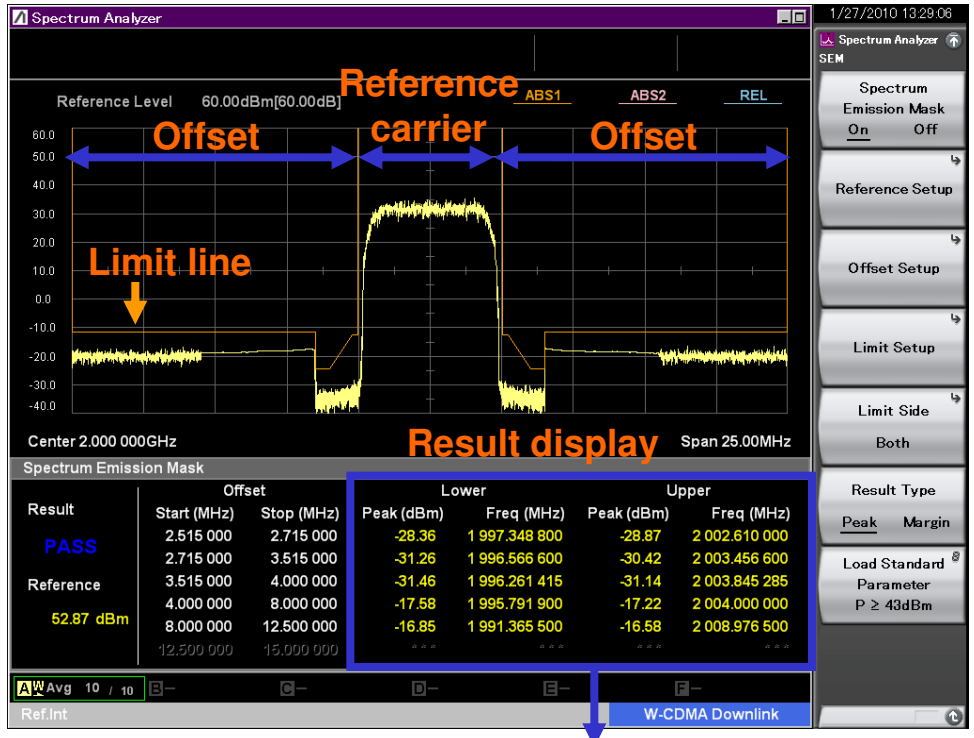 Spectrum Analyzer
1/27/2010 13:29:06
Spectrum Analyzer
SEM
Reference Level 60.00dBm[60.00dB]
Reference
carrier
ABS1 ABS2 REL
Offset
Offset
60.0
50.0
40.0
30.0
20.0
10.0
0.0
-10.0
-20.0
-30.0
-40.0
Limit line
Center 2.000 000GHz
Result display
Span 25.00MHz
Spectrum Emission Mask
Result
PASS
Reference
52.87 dBm
Offset Lower Upper
Start (MHz) Stop (MHz) Peak (dBm) Freq (MHz) Peak (dBm) Freq (MHz)
2.515 000 2.715 000 -28.36 1 997.348 800 -28.87 2 002.610 000
2.715 000 3.515 000 -31.26 1 996.566 600 -30.42 2 003.456 600
3.515 000 4.000 000 -31.46 1 996.261 415 -31.14 2 003.845 285
4.000 000 8.000 000 -17.58 1 995.791 900 -17.22 2 004.000 000
8.000 000 12.500 000 -16.85 1 991.365 500 -16.58 2 008.976 500
12.500 000 15.000 000 *** *** *** ***
A W Avg 10 / 10 B- C- D- E- F-
Ref.Int
W-CDMA Downlink
Spectrum
Emission Mask
On Off
Reference Setup
Offset Setup
Limit Setup
Limit Side
Both
Result Type
Peak Margin
Load Standard
Parameter
P ≥ 43dBm